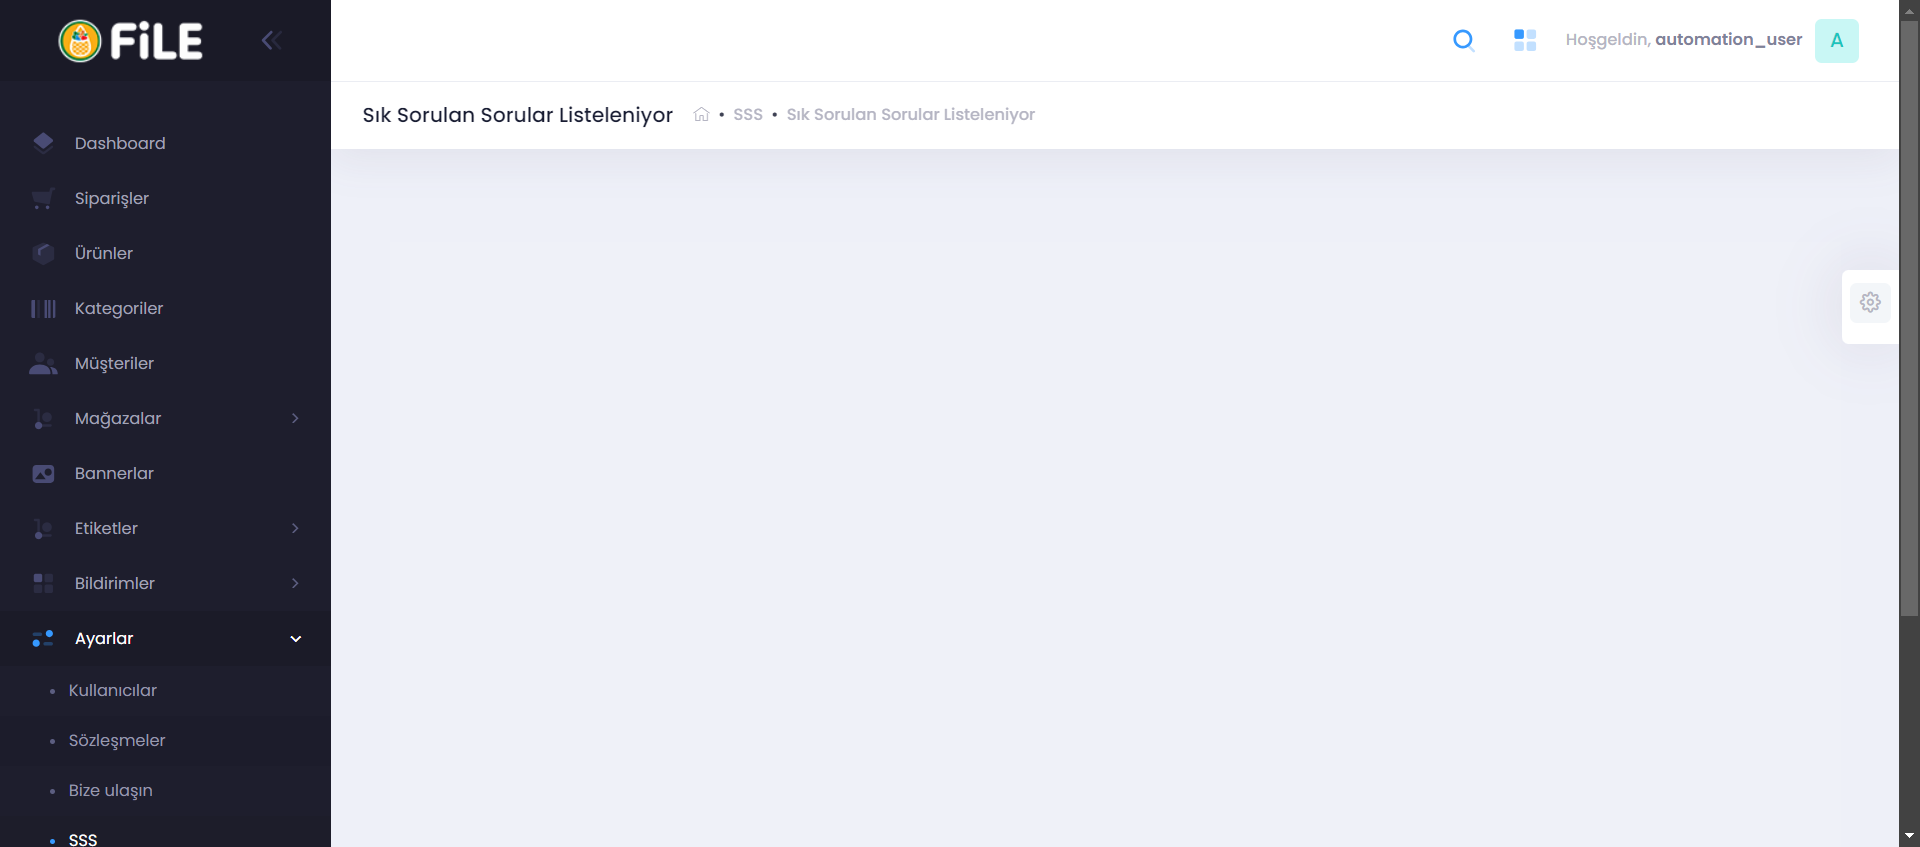 FiLE
Hoşgeldin, automation_user
A
Sık Sorulan Sorular Listeleniyor
SSS • Sık Sorulan Sorular Listeleniyor
Dashboard
Siparişler
Ürünler
Kategoriler
Müşteriler
Mağazalar
Bannerlar
Etiketler
Bildirimler
Ayarlar
Kullanıcılar
Sözleşmeler
Bize ulaşın
SSS